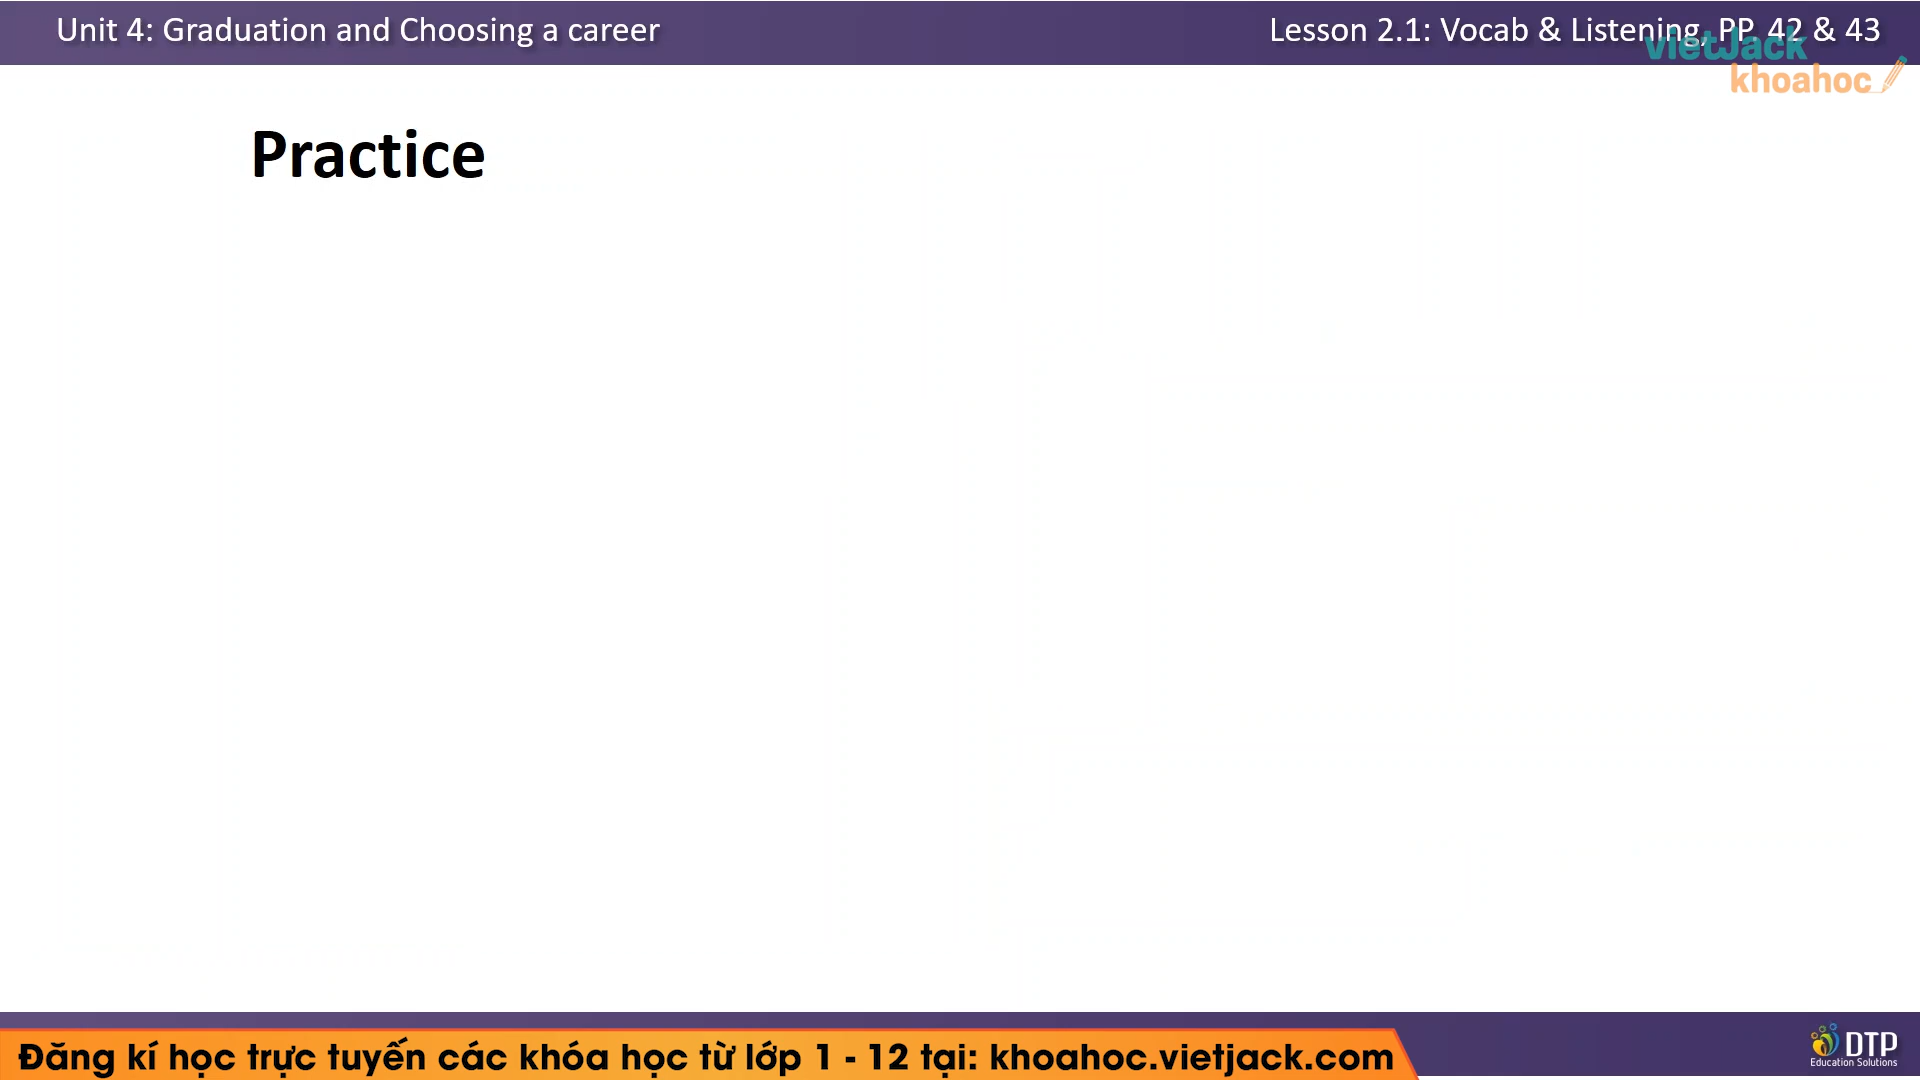 Unit 4: Graduation and Choosing a career
Lesson 2.1: Vocab & Listening, PP. 42 & 43
vietJack
khoahoc
Practice
Đăng kí học trực tuyến các khóa học từ lớp 1 - 12 tại: khoahoc.vietjack.com
DTP
Education Solutions